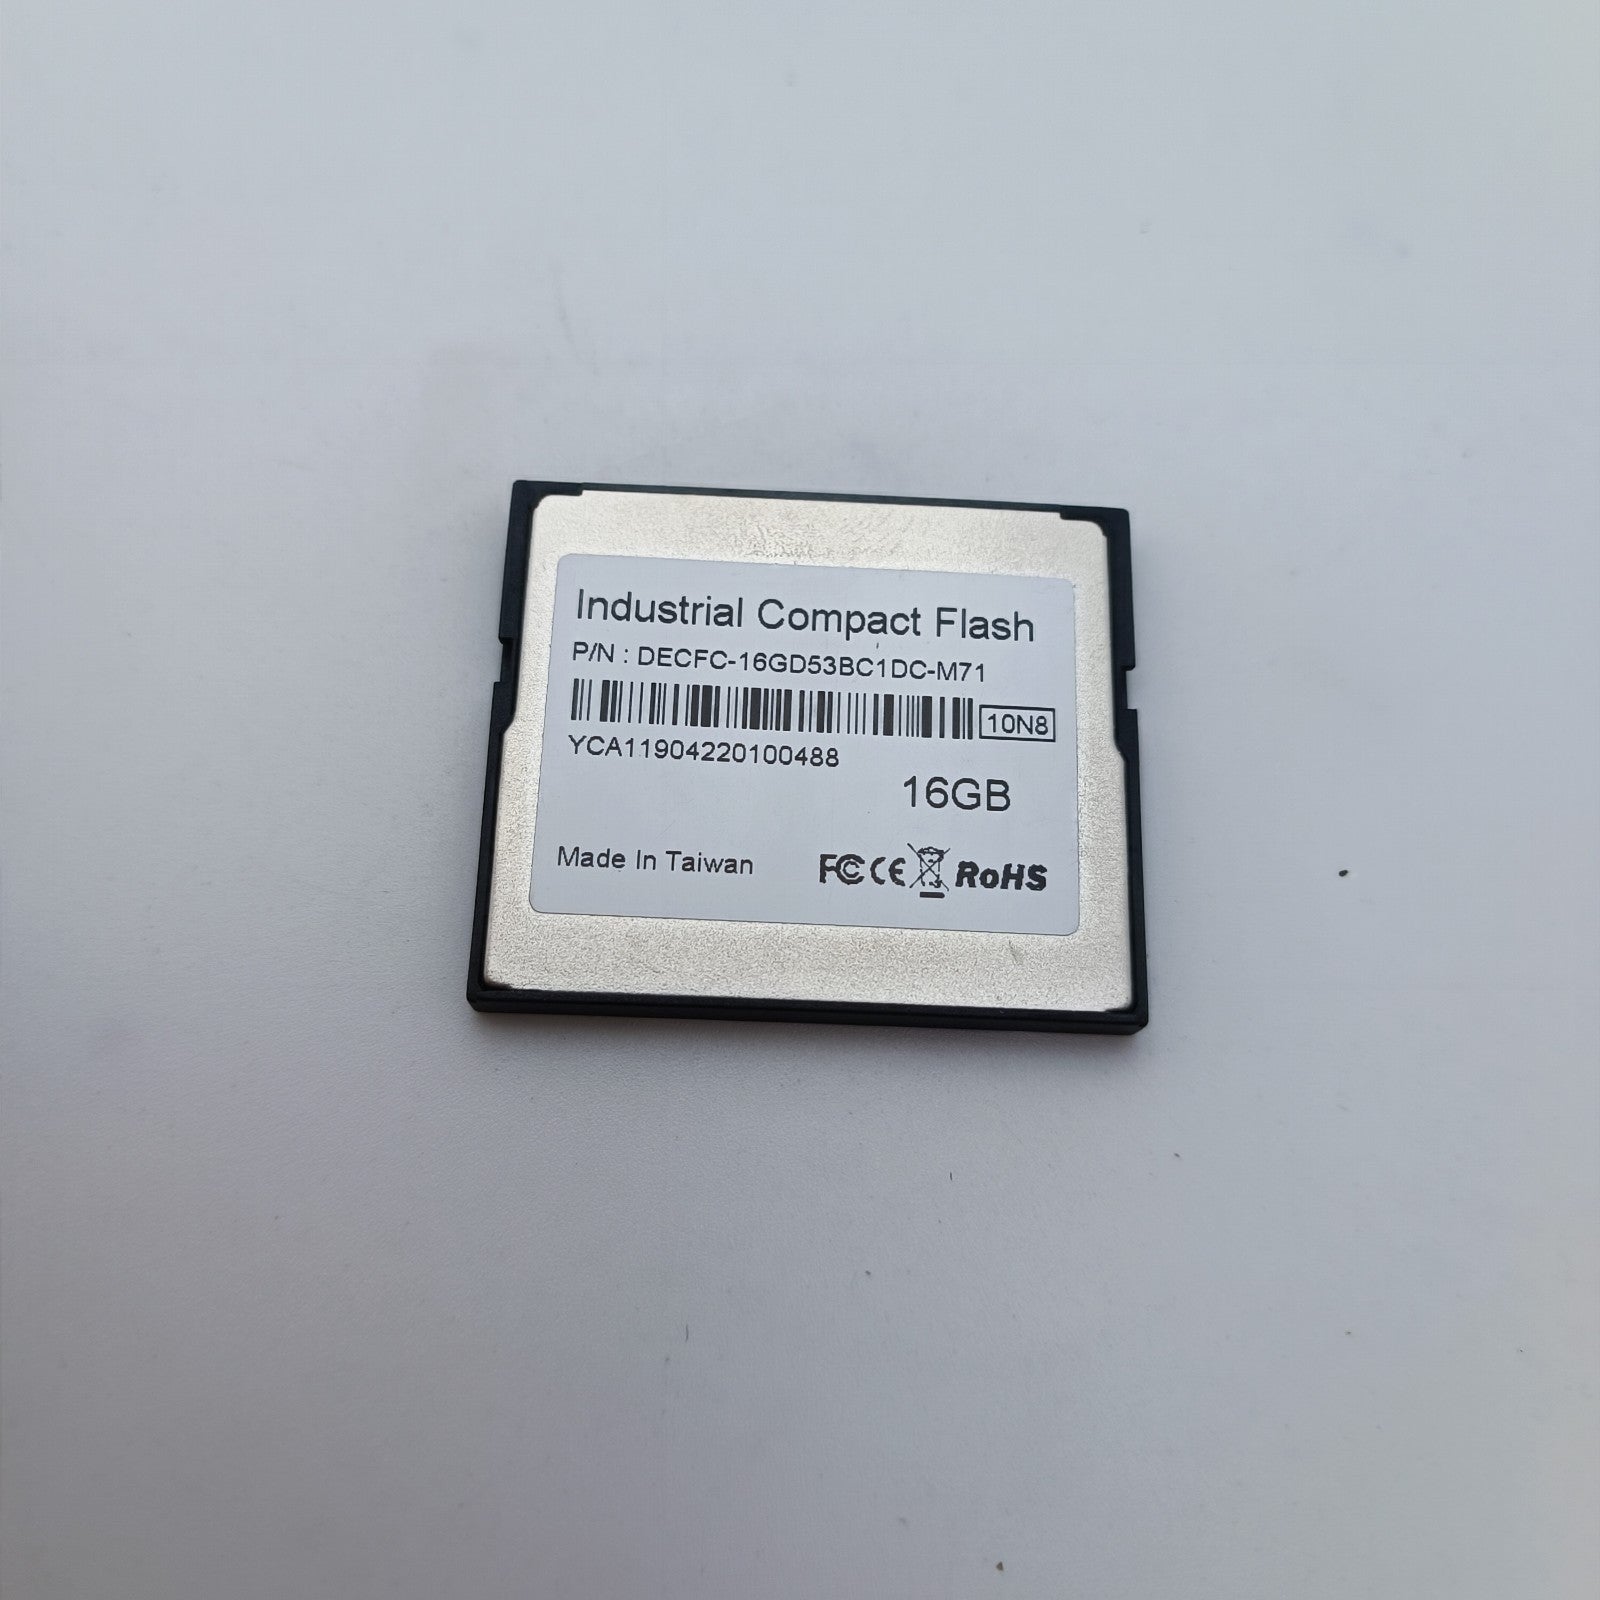 Industrial Compact Flash
P/N : DECFC-16GD53BC1DC-M71
10N8
YCA11904220100488
16GB
Made In Taiwan
FC CE RoHS